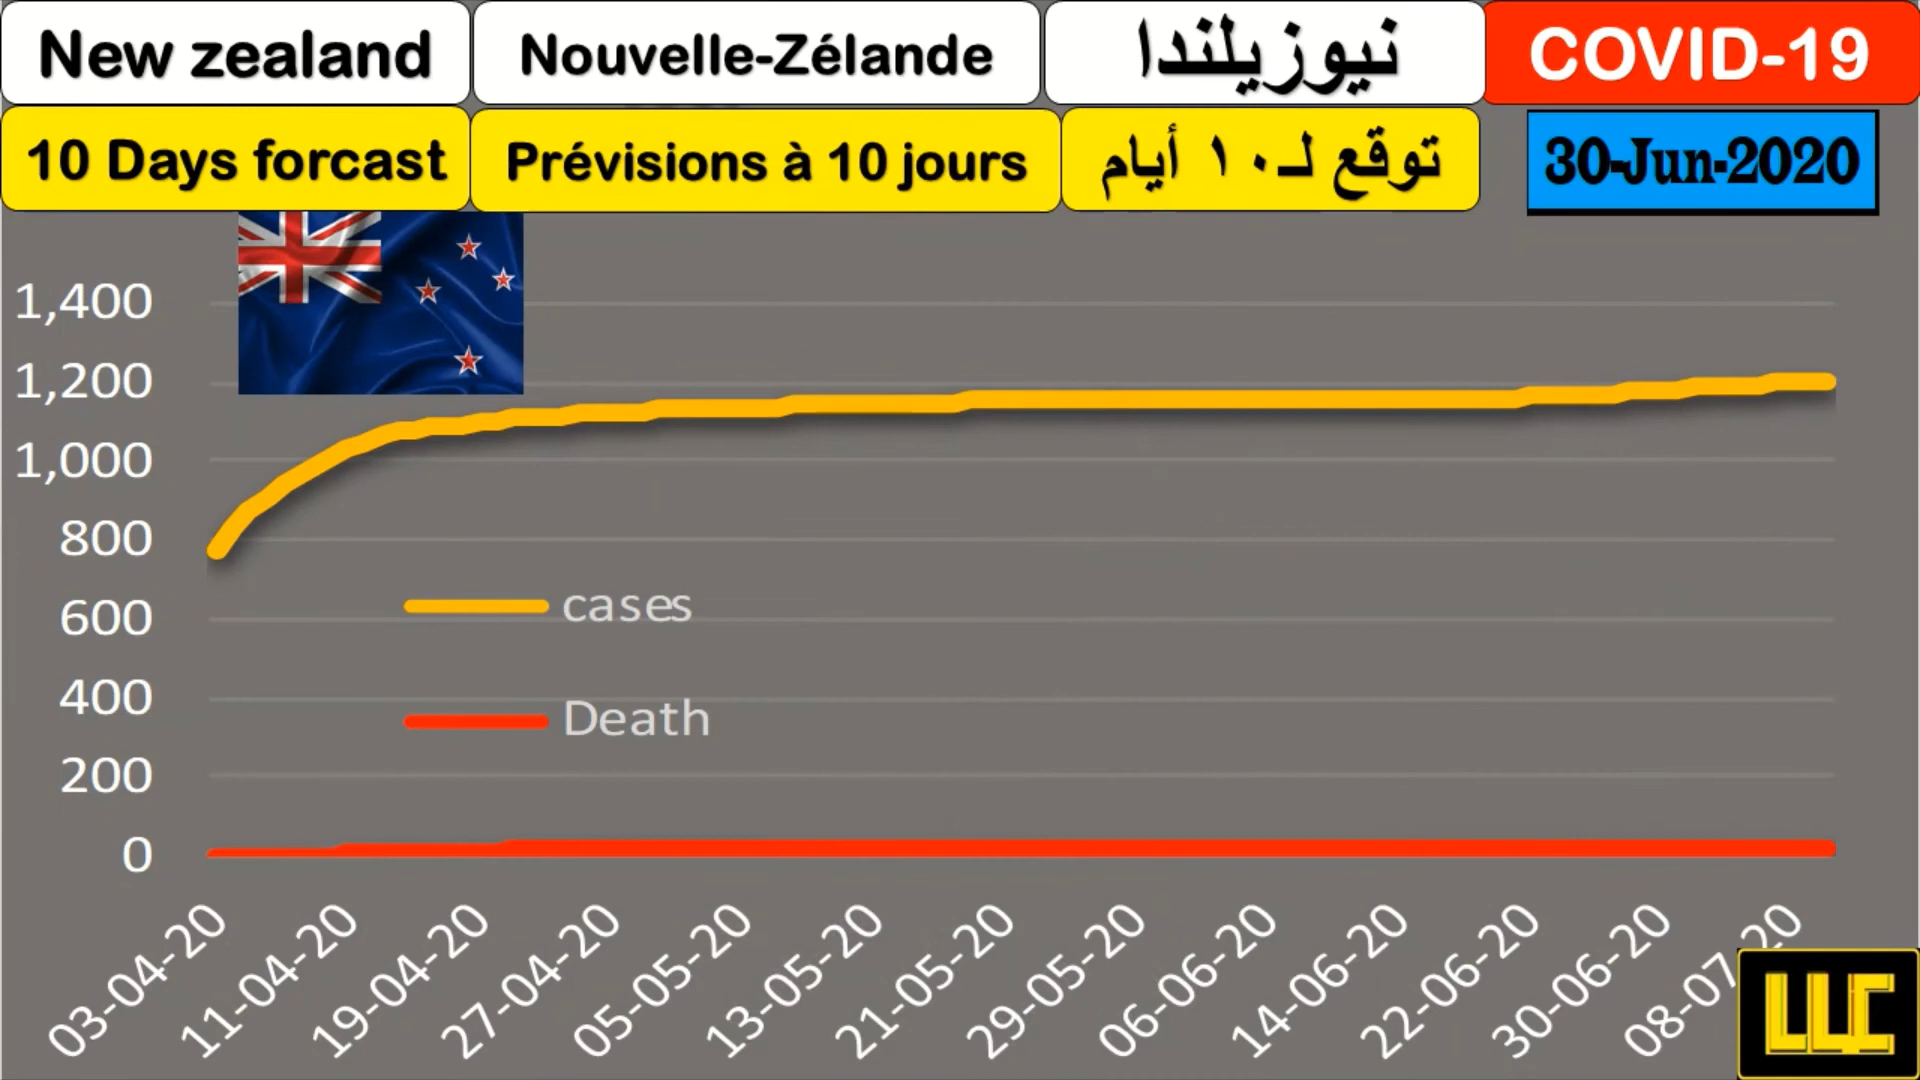 New zealand
Nouvelle-Zélande
نيوزيلندا
COVID-19
10 Days forcast
Prévisions à 10 jours
توقع لـ١٠ أيام
30-Jun-2020
1,400
1,200
1,000
800
600
400
200
0
cases
Death
03-04-20
11-04-20
19-04-20
27-04-20
05-05-20
13-05-20
21-05-20
29-05-20
06-06-20
14-06-20
22-06-20
30-06-20
08-07-20
LLC